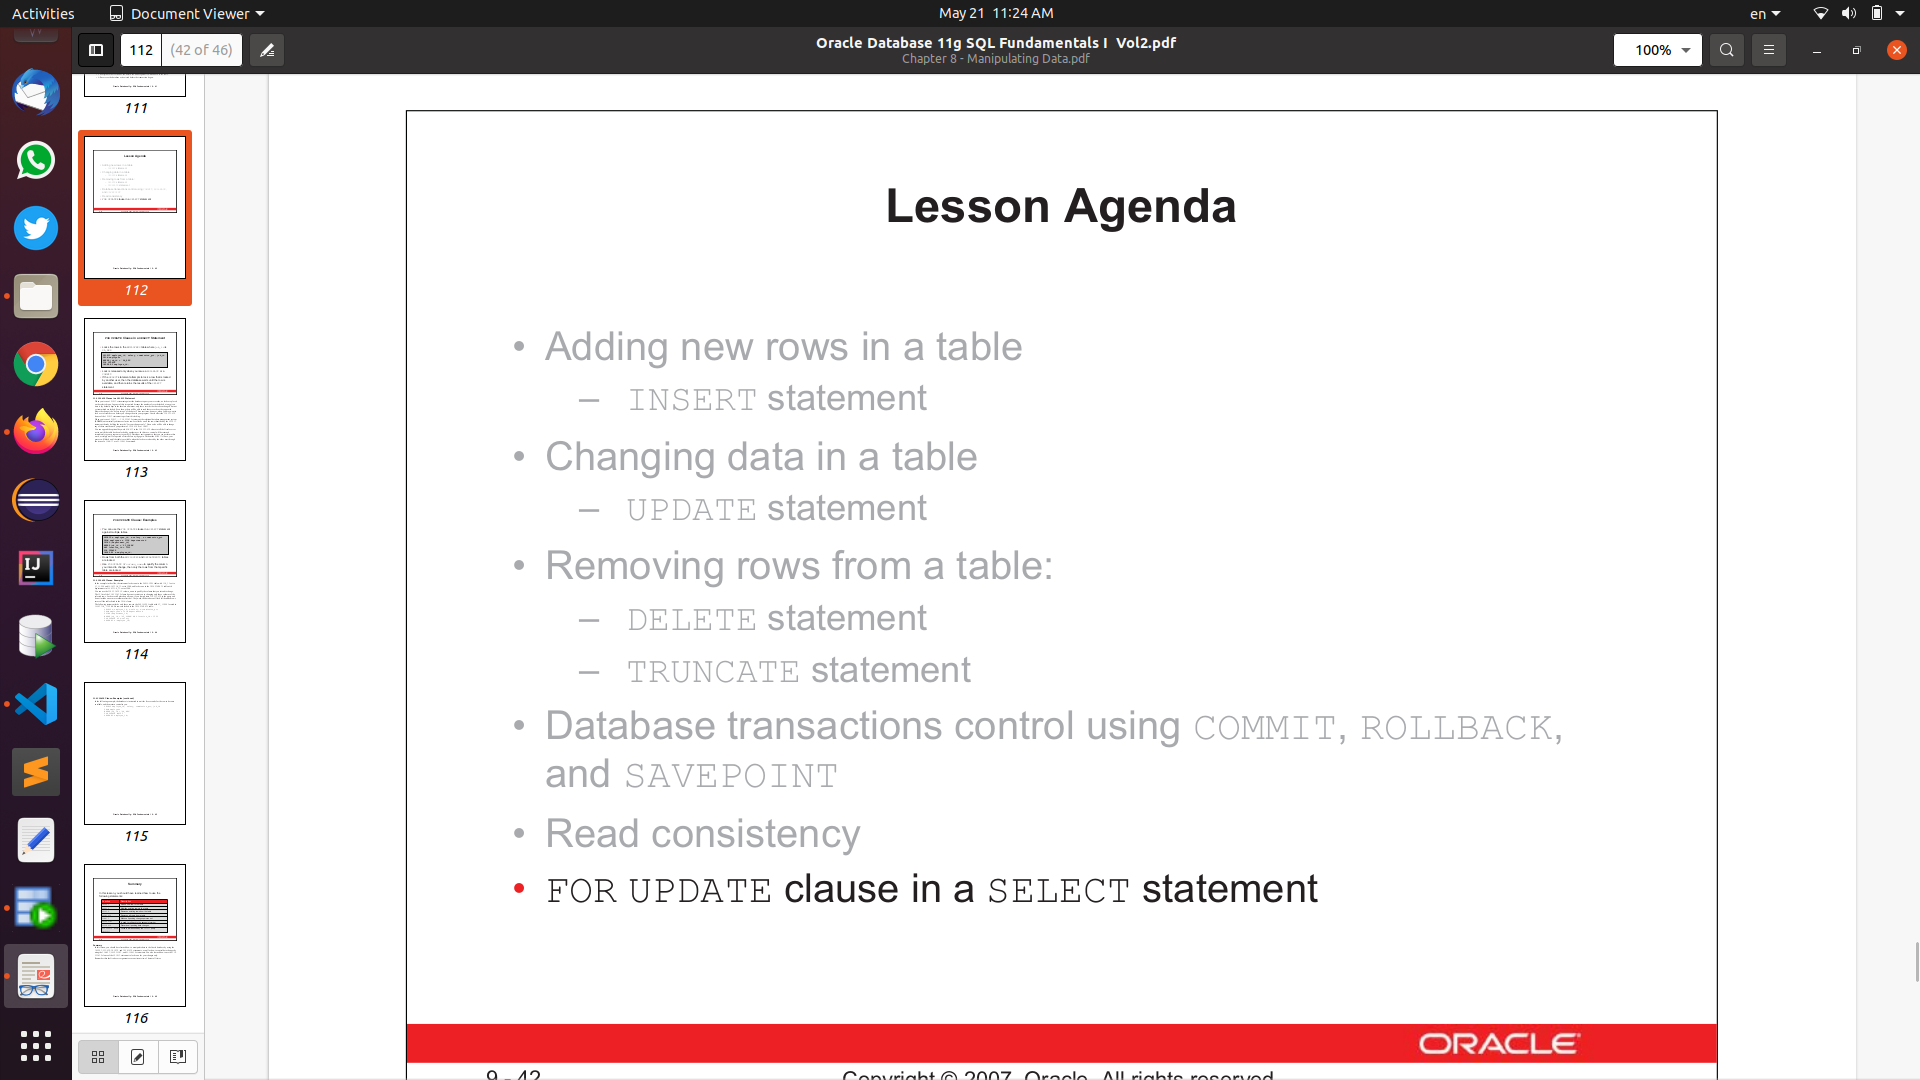 Activities
Document Viewer
May 21 11:24 AM
en
112
(42 of 46)
Oracle Database 11g SQL Fundamentals I Vol2.pdf
Chapter 8 - Manipulating Data.pdf
100%
111
Lesson Agenda
112
113
114
115
Summary
116
Lesson Agenda
• Adding new rows in a table
– INSERT statement
• Changing data in a table
– UPDATE statement
• Removing rows from a table:
– DELETE statement
– TRUNCATE statement
• Database transactions control using COMMIT, ROLLBACK,
and SAVEPOINT
• Read consistency
• FOR UPDATE clause in a SELECT statement
ORACLE
9 - 42
Copyright © 2007, Oracle. All rights reserved.
IJ